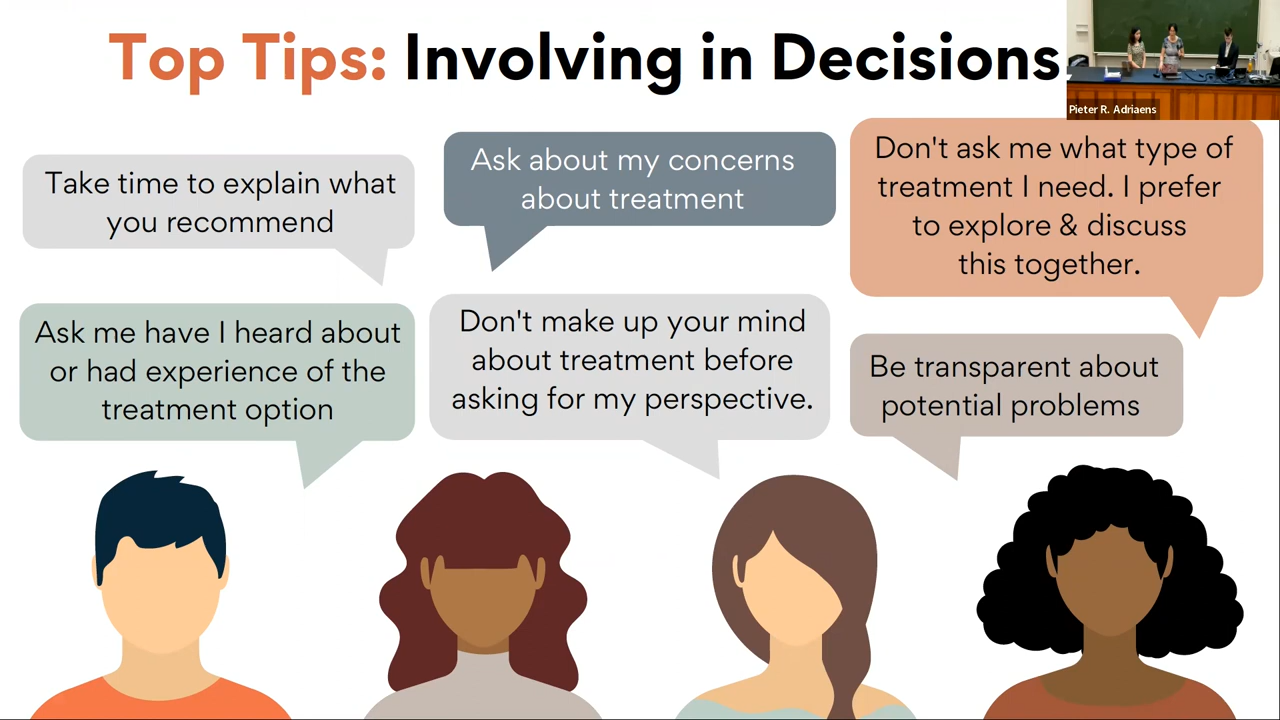 Top Tips: Involving in Decisions
Pieter R. Adriaens
Take time to explain what
you recommend
Ask about my concerns
about treatment
Don't ask me what type of
treatment I need. I prefer
to explore & discuss
this together.
Ask me have I heard about
or had experience of the
treatment option
Don't make up your mind
about treatment before
asking for my perspective.
Be transparent about
potential problems